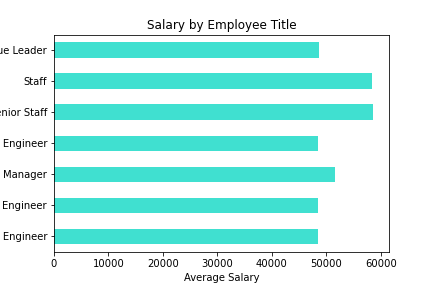 Salary by Employee Title
ue Leader
Staff
enior Staff
Engineer
Manager
Engineer
Engineer
0 10000 20000 30000 40000 50000 60000
Average Salary